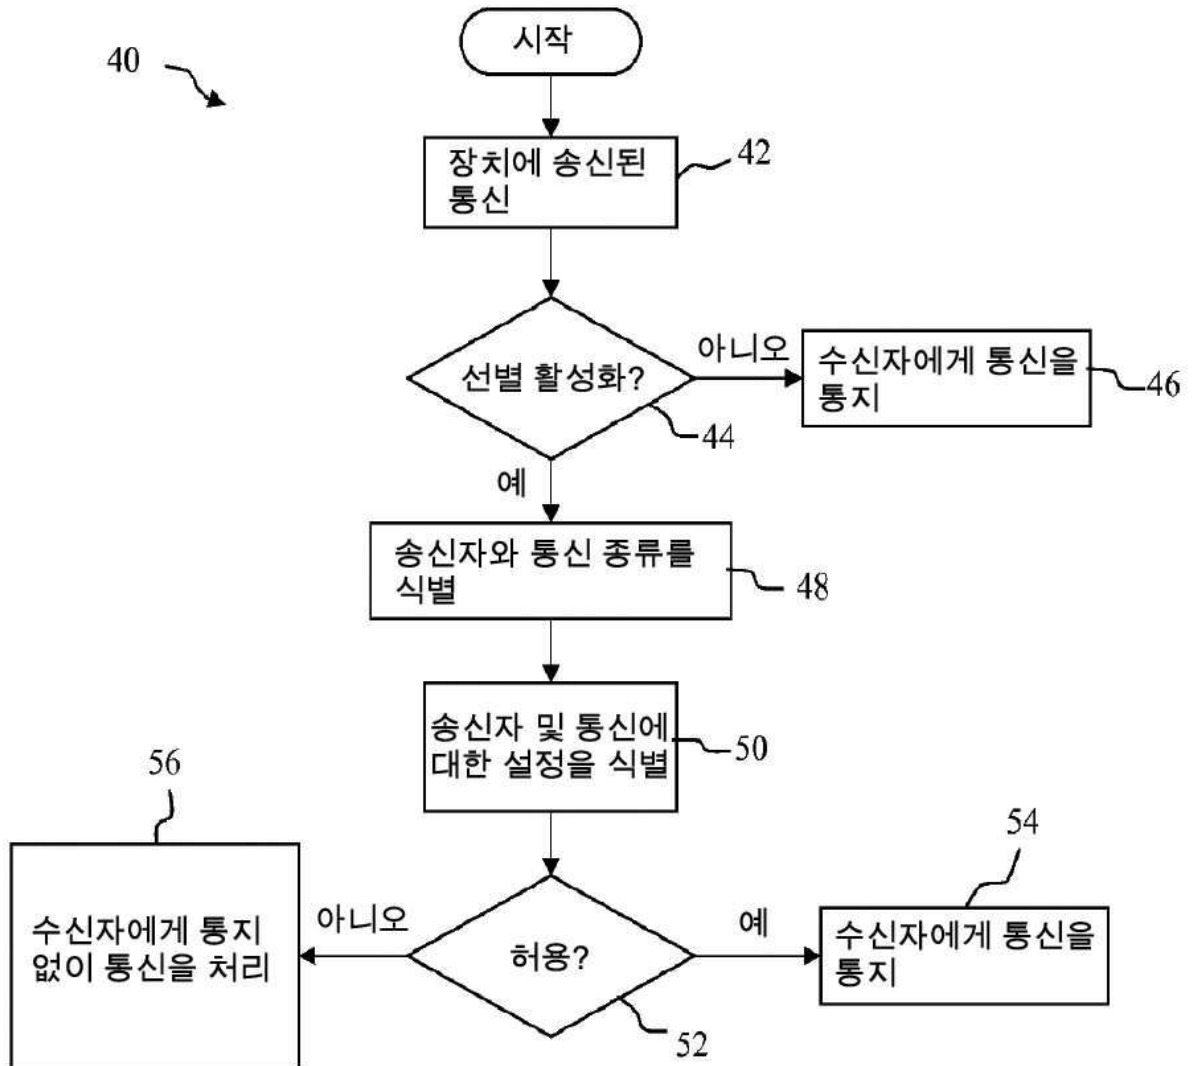 시작
40
장치에 송신된
통신
42
선별 활성화?
44
아니오
수신자에게 통신을
통지
46
예
송신자와 통신 종류를
식별
48
송신자 및 통신에
대한 설정을 식별
50
허용?
52
예
수신자에게 통신을
통지
54
아니오
수신자에게 통지
없이 통신을 처리
56